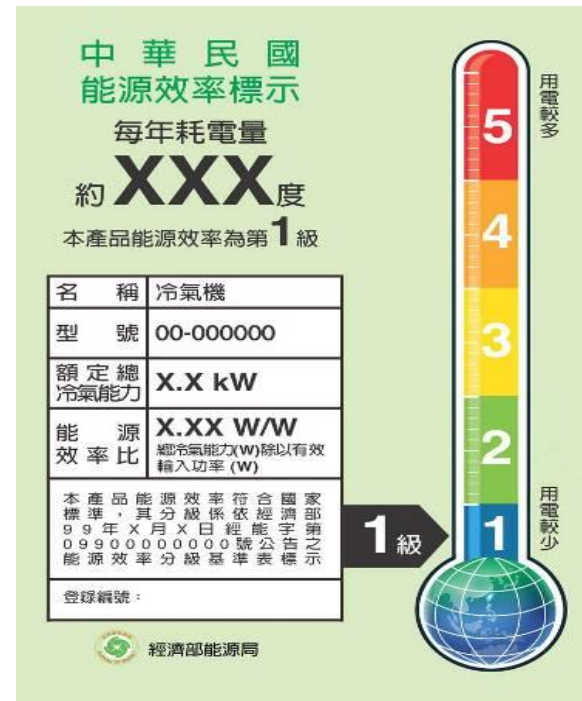 中華民國
能源效率標示
每年耗電量
約XXX度
本產品能源效率為第1級
名稱 冷氣機
型號 00-000000
額定總
冷氣能力 X.X kW
能源
效率比 X.XX W/W
總冷氣能力(W)除以有效
輸入功率 (W)
本產品能源效率符合國家
標準，其分級係依經濟部
99年X月X日經能字第
09900000000號公告之
能源效率分級基準表標示
登錄編號：
經濟部能源局
1級
用電較多
5
4
3
2
1
用電較少